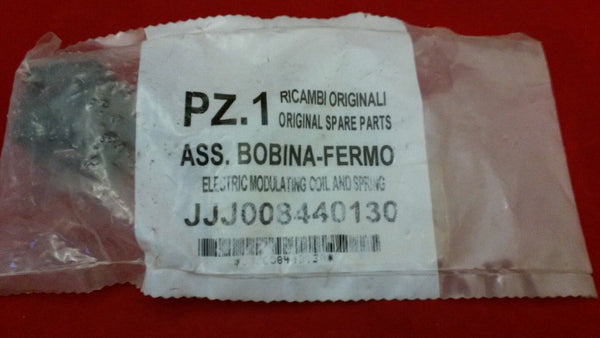 PZ.1
RICAMBI ORIGINALI
ORIGINAL SPARE PARTS
ASS. BOBINA-FERMO
ELECTRIC MODULATING COIL AND SPRING
JJJ008440130